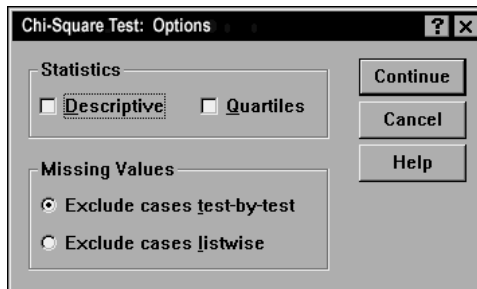 Chi-Square Test: Options
? X
Statistics
Descriptive Quartiles
Continue
Cancel
Help
Missing Values
Exclude cases test-by-test
Exclude cases listwise